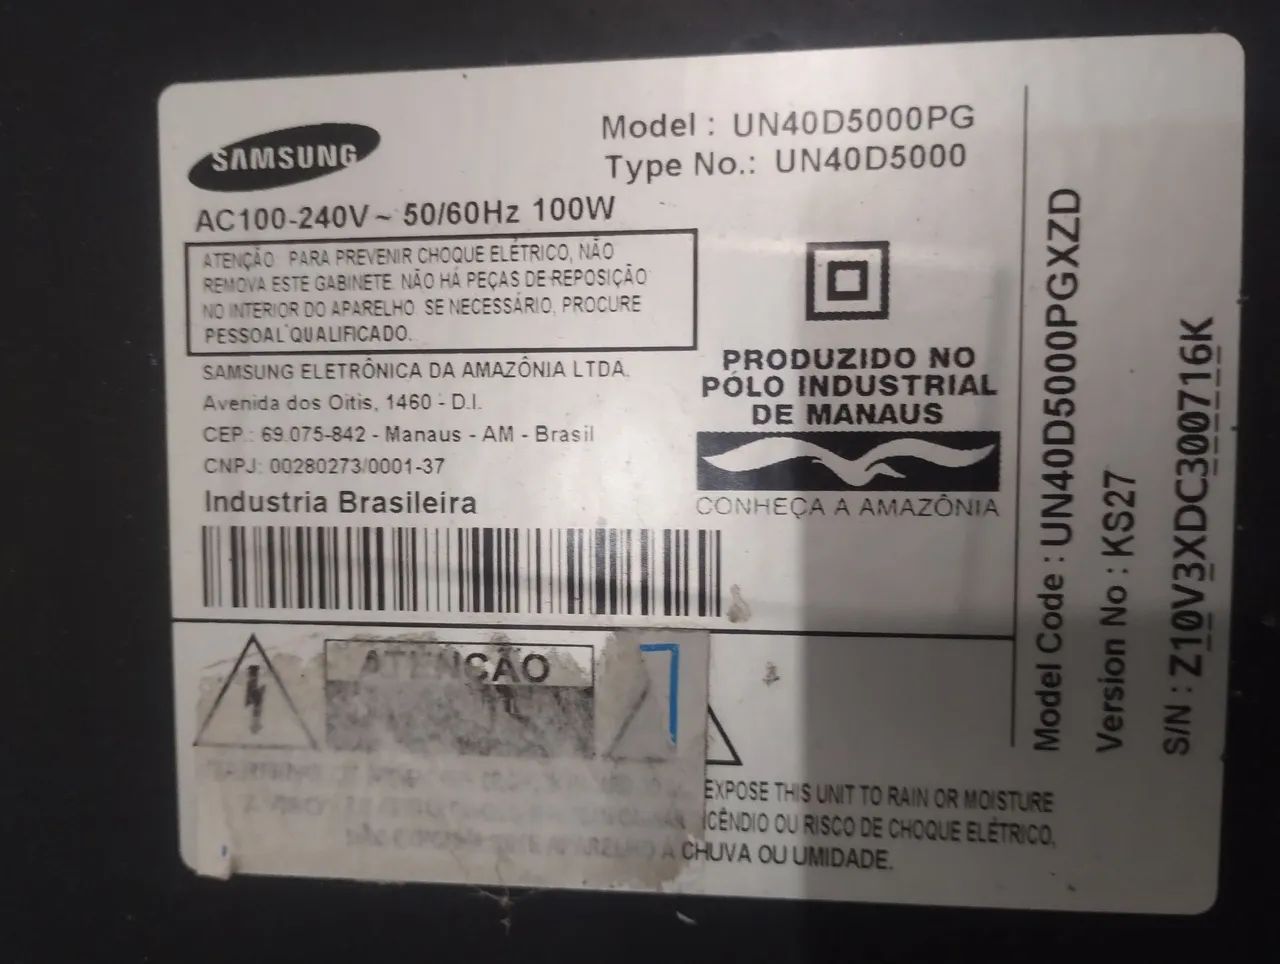 SAMSUNG
Model : UN40D5000PG
Type No.: UN40D5000
AC100-240V ~ 50/60Hz 100W
ATENÇÃO PARA PREVENIR CHOQUE ELÉTRICO, NÃO
REMOVA ESTE GABINETE. NÃO HÁ PEÇAS DE REPOSIÇÃO
NO INTERIOR DO APARELHO. SE NECESSÁRIO, PROCURE
PESSOAL QUALIFICADO.
SAMSUNG ELETRÔNICA DA AMAZÔNIA LTDA.
Avenida dos Oitis, 1460 - D.I.
CEP.: 69.075-842 - Manaus - AM - Brasil
CNPJ: 00280273/0001-37
Industria Brasileira
PRODUZIDO NO
PÓLO INDUSTRIAL
DE MANAUS
CONHEÇA A AMAZÔNIA
Model Code : UN40D5000PGXZD
Version No : KS27
S/N : Z10V3XDC300716K
ATENÇÃO
EXPOSE THIS UNIT TO RAIN OR MOISTURE
INCÊNDIO OU RISCO DE CHOQUE ELÉTRICO,
APARELHO À CHUVA OU UMIDADE.